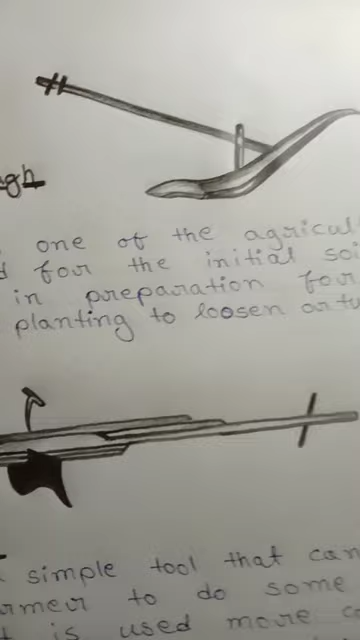 one of the agricul
for the initial soi
in preparation for
planting to loosen or tu
simple tool that can
rmer to do some
is used more c